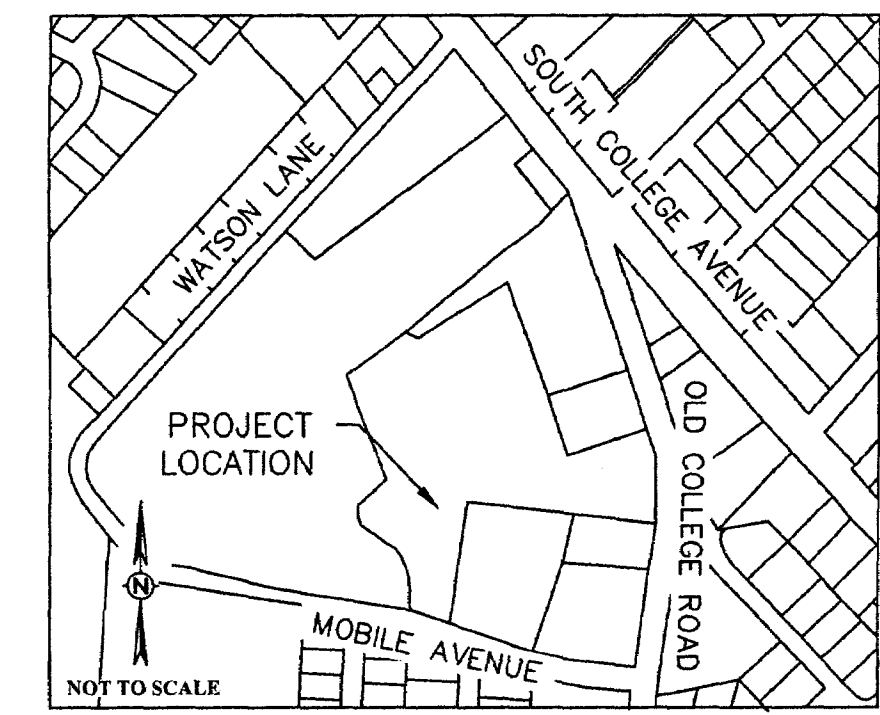 SOUTH COLLEGE AVENUE
WATSON LANE
PROJECT
LOCATION
OLD COLLEGE ROAD
N
MOBILE AVENUE
NOT TO SCALE